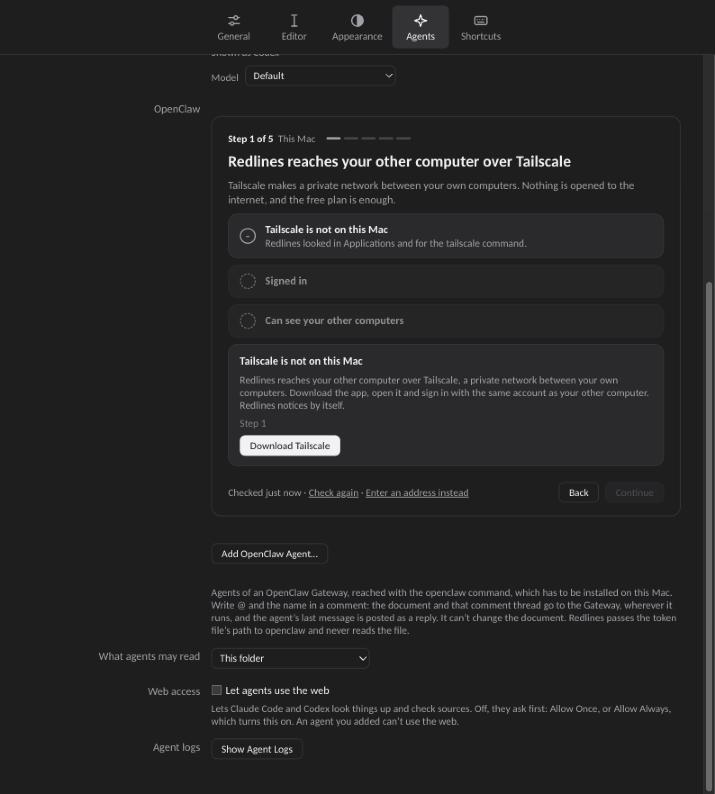 General
Editor
Appearance
Agents
Shortcuts
Shown as Codex
Model
Default
OpenClaw
Step 1 of 5 This Mac
Redlines reaches your other computer over Tailscale
Tailscale makes a private network between your own computers. Nothing is opened to the
internet, and the free plan is enough.
Tailscale is not on this Mac
Redlines looked in Applications and for the tailscale command.
Signed in
Can see your other computers
Tailscale is not on this Mac
Redlines reaches your other computer over Tailscale, a private network between your own
computers. Download the app, open it and sign in with the same account as your other computer.
Redlines notices by itself.
Step 1
Download Tailscale
Checked just now · Check again · Enter an address instead
Back
Continue
Add OpenClaw Agent...
Agents of an OpenClaw Gateway, reached with the openclaw command, which has to be installed on this Mac.
Write @ and the name in a comment: the document and that comment thread go to the Gateway, wherever it
runs, and the agent's last message is posted as a reply. It can't change the document. Redlines passes the token
file's path to openclaw and never reads the file.
What agents may read
This folder
Web access
Let agents use the web
Lets Claude Code and Codex look things up and check sources. Off, they ask first: Allow Once, or Allow Always,
which turns this on. An agent you added can't use the web.
Agent logs
Show Agent Logs